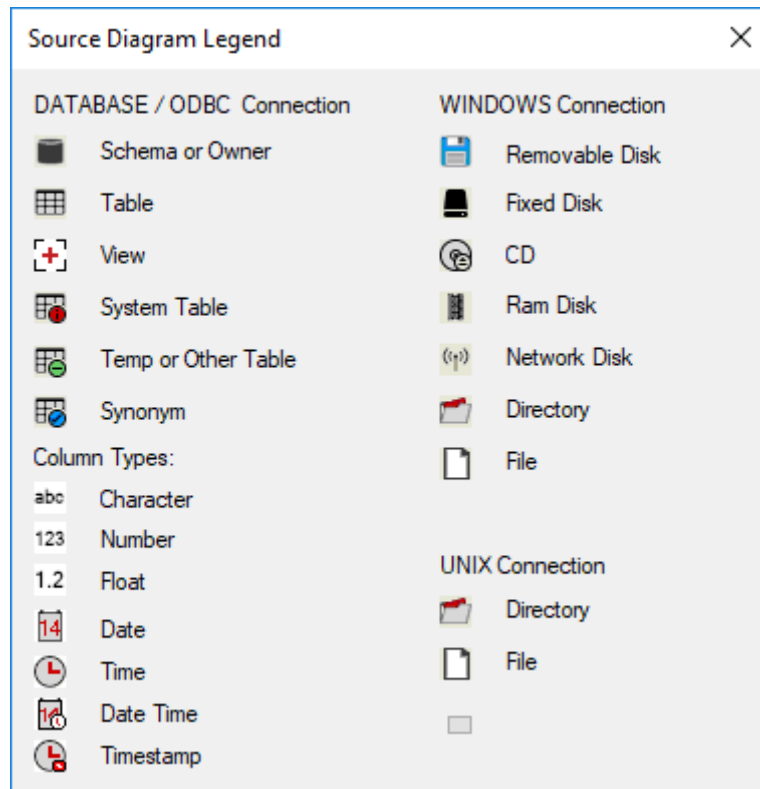 Source Diagram Legend
DATABASE / ODBC Connection
Schema or Owner
Table
View
System Table
Temp or Other Table
Synonym
Column Types:
abc Character
123 Number
1.2 Float
14 Date
Time
14 Date Time
Timestamp
WINDOWS Connection
Removable Disk
Fixed Disk
CD
Ram Disk
Network Disk
Directory
File
UNIX Connection
Directory
File